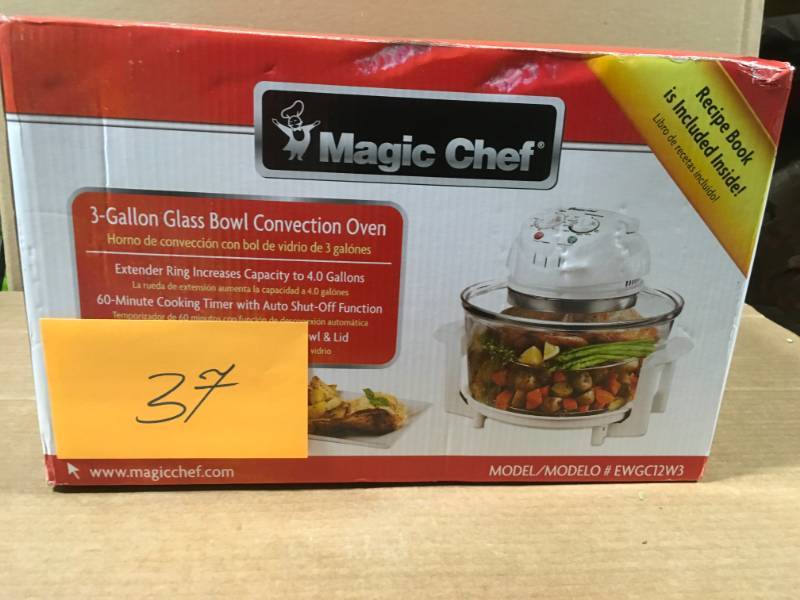 Magic Chef®
Recipe Book
is Included Inside!
Libro de recetas incluido!
3-Gallon Glass Bowl Convection Oven
Horno de convección con bol de vidrio de 3 galónes
Extender Ring Increases Capacity to 4.0 Gallons
La rueda de extensión aumenta la capacidad a 4.0 galónes
60-Minute Cooking Timer with Auto Shut-Off Function
Temporizador de 60 minutos con función de desconexión automática
& Lid
vidrio
37
www.magicchef.com
MODEL/MODELO # EWGC12W3